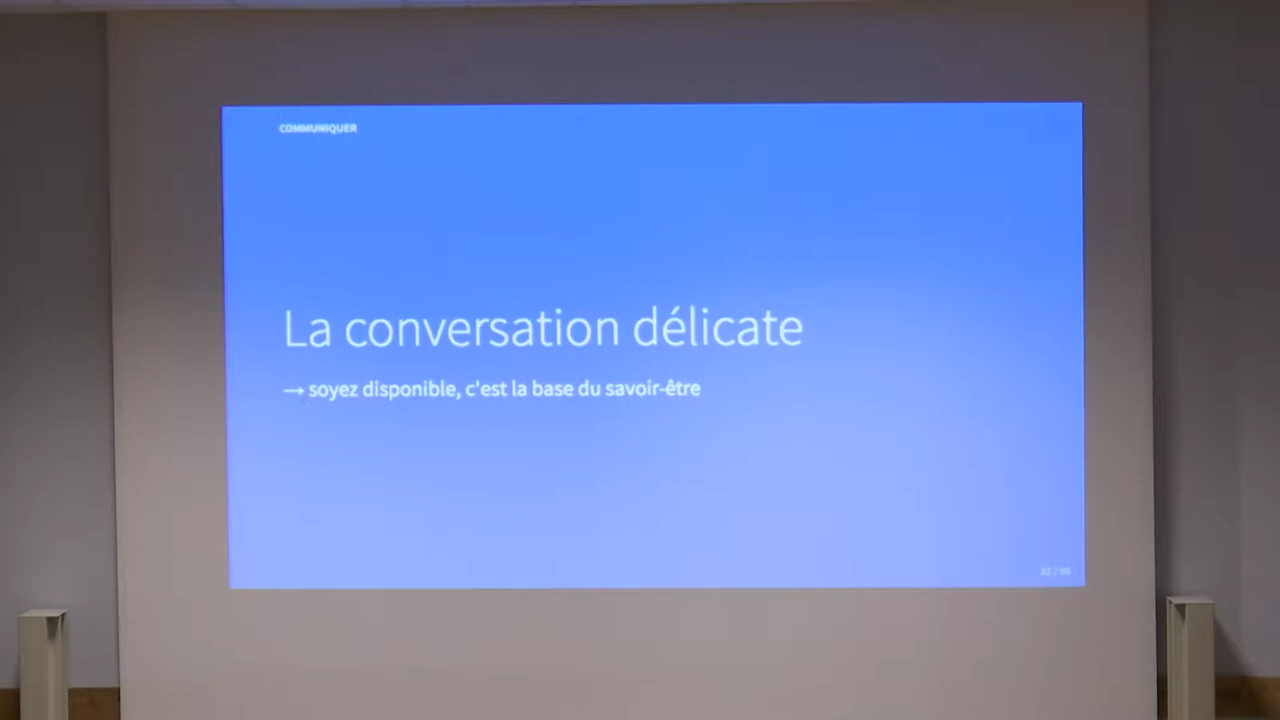 COMMUNIQUER
La conversation délicate
→ soyez disponible, c'est la base du savoir-être